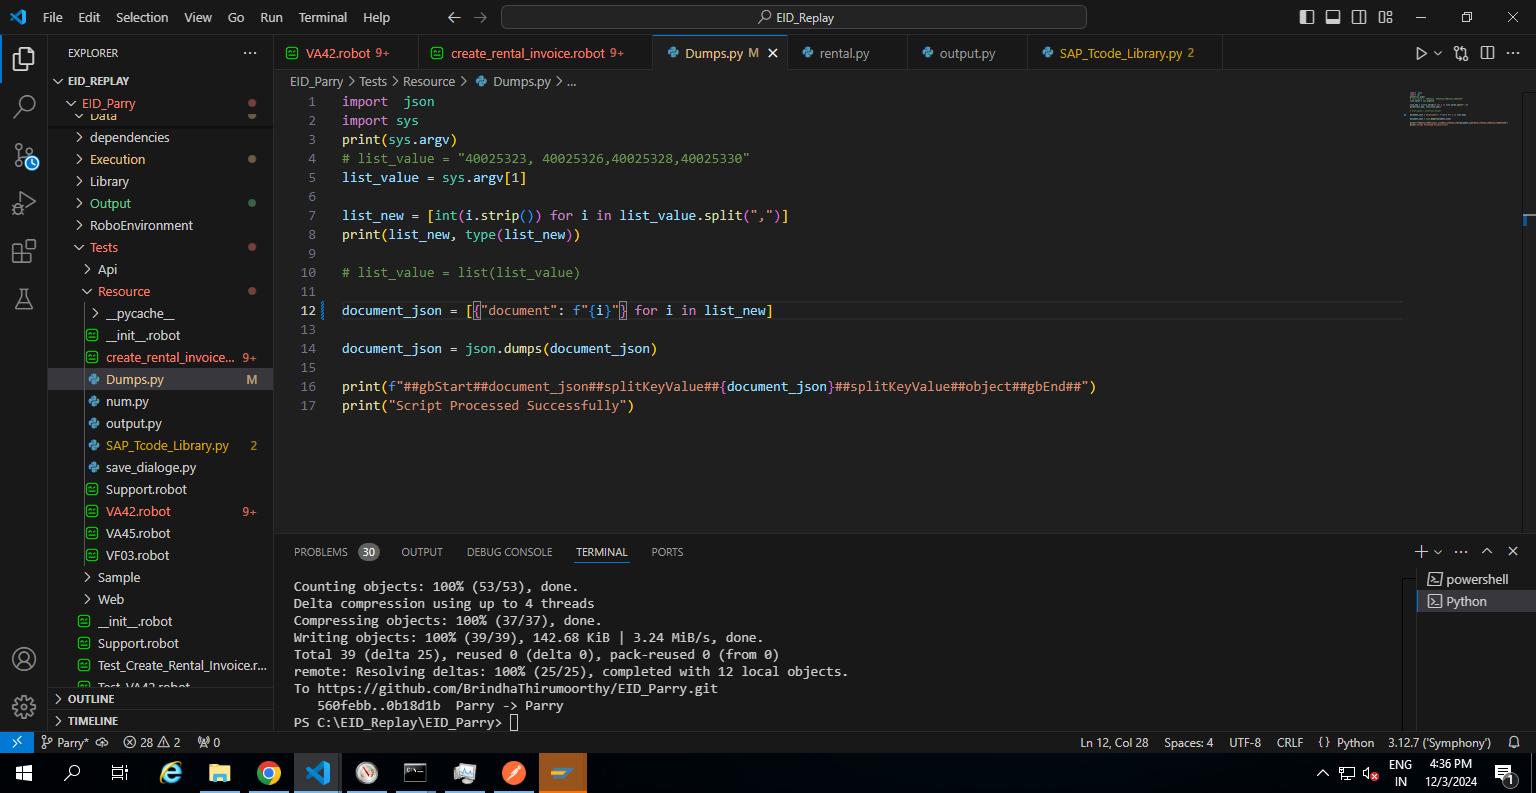 File Edit Selection View Go Run Terminal Help
EID_Replay
EXPLORER
EID_REPLAY
EID_Parry
Data
dependencies
Execution
Library
Output
RoboEnvironment
Tests
Api
Resource
__pycache__
__init__.robot
create_rental_invoice... 9+
Dumps.py M
num.py
output.py
SAP_Tcode_Library.py 2
save_dialoge.py
Support.robot
VA42.robot 9+
VA45.robot
VF03.robot
Sample
Web
__init__.robot
Support.robot
Test_Create_Rental_Invoice.r...
Test_VA42.robot
OUTLINE
TIMELINE
VA42.robot 9+ create_rental_invoice.robot 9+ Dumps.py M rental.py output.py SAP_Tcode_Library.py 2
EID_Parry > Tests > Resource > Dumps.py > ...
1 import  json
2 import sys
3 print(sys.argv)
4 # list_value = "40025323, 40025326,40025328,40025330"
5 list_value = sys.argv[1]
6
7 list_new = [int(i.strip()) for i in list_value.split(",")]
8 print(list_new, type(list_new))
9
10 # list_value = list(list_value)
11
12 document_json = [{"document": f"{i}"} for i in list_new]
13
14 document_json = json.dumps(document_json)
15
16 print(f"##gbStart##document_json##splitKeyValue##{document_json}##splitKeyValue##object##gbEnd##")
17 print("Script Processed Successfully")
PROBLEMS 30 OUTPUT DEBUG CONSOLE TERMINAL PORTS
Counting objects: 100% (53/53), done.
Delta compression using up to 4 threads
Compressing objects: 100% (37/37), done.
Writing objects: 100% (39/39), 142.68 KiB | 3.24 MiB/s, done.
Total 39 (delta 25), reused 0 (delta 0), pack-reused 0 (from 0)
remote: Resolving deltas: 100% (25/25), completed with 12 local objects.
To https://github.com/BrindhaThirumoorthy/EID_Parry.git
   560febb..0b18d1b  Parry -> Parry
PS C:\EID_Replay\EID_Parry>
powershell
Python
Parry* 28 2 0 Ln 12, Col 28 Spaces: 4 UTF-8 CRLF { } Python 3.12.7 ('Symphony')
ENG
IN
4:36 PM
12/3/2024
1